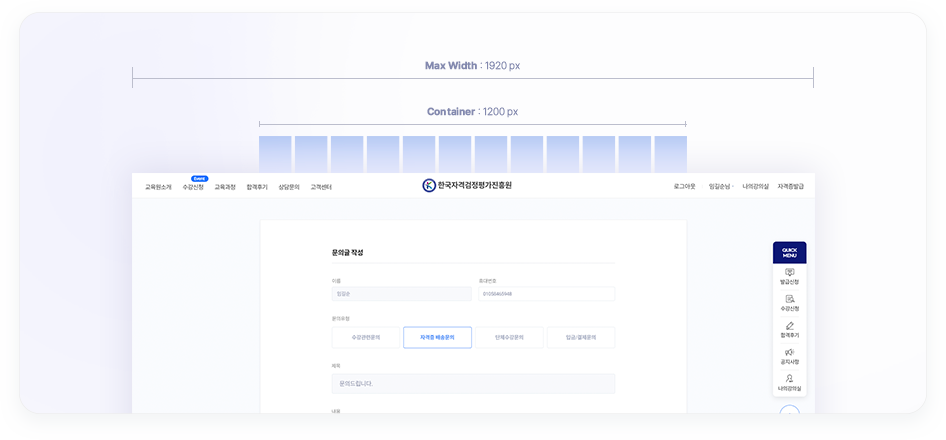 Max Width : 1920 px
Container : 1200 px
Event
교육원소개 수강신청 교육과정 합격후기 상담문의 고객센터
한국자격검정평가진흥원
로그아웃 임길순님 나의강의실 자격증발급
QUICK
MENU
발급신청
수강신청
합격후기
공지사항
나의강의실
문의글 작성
이름 휴대번호
임길순
문의유형
수강관련문의 자격증 배송문의 단체수강문의 입금/결제문의
제목
문의드립니다.
내용